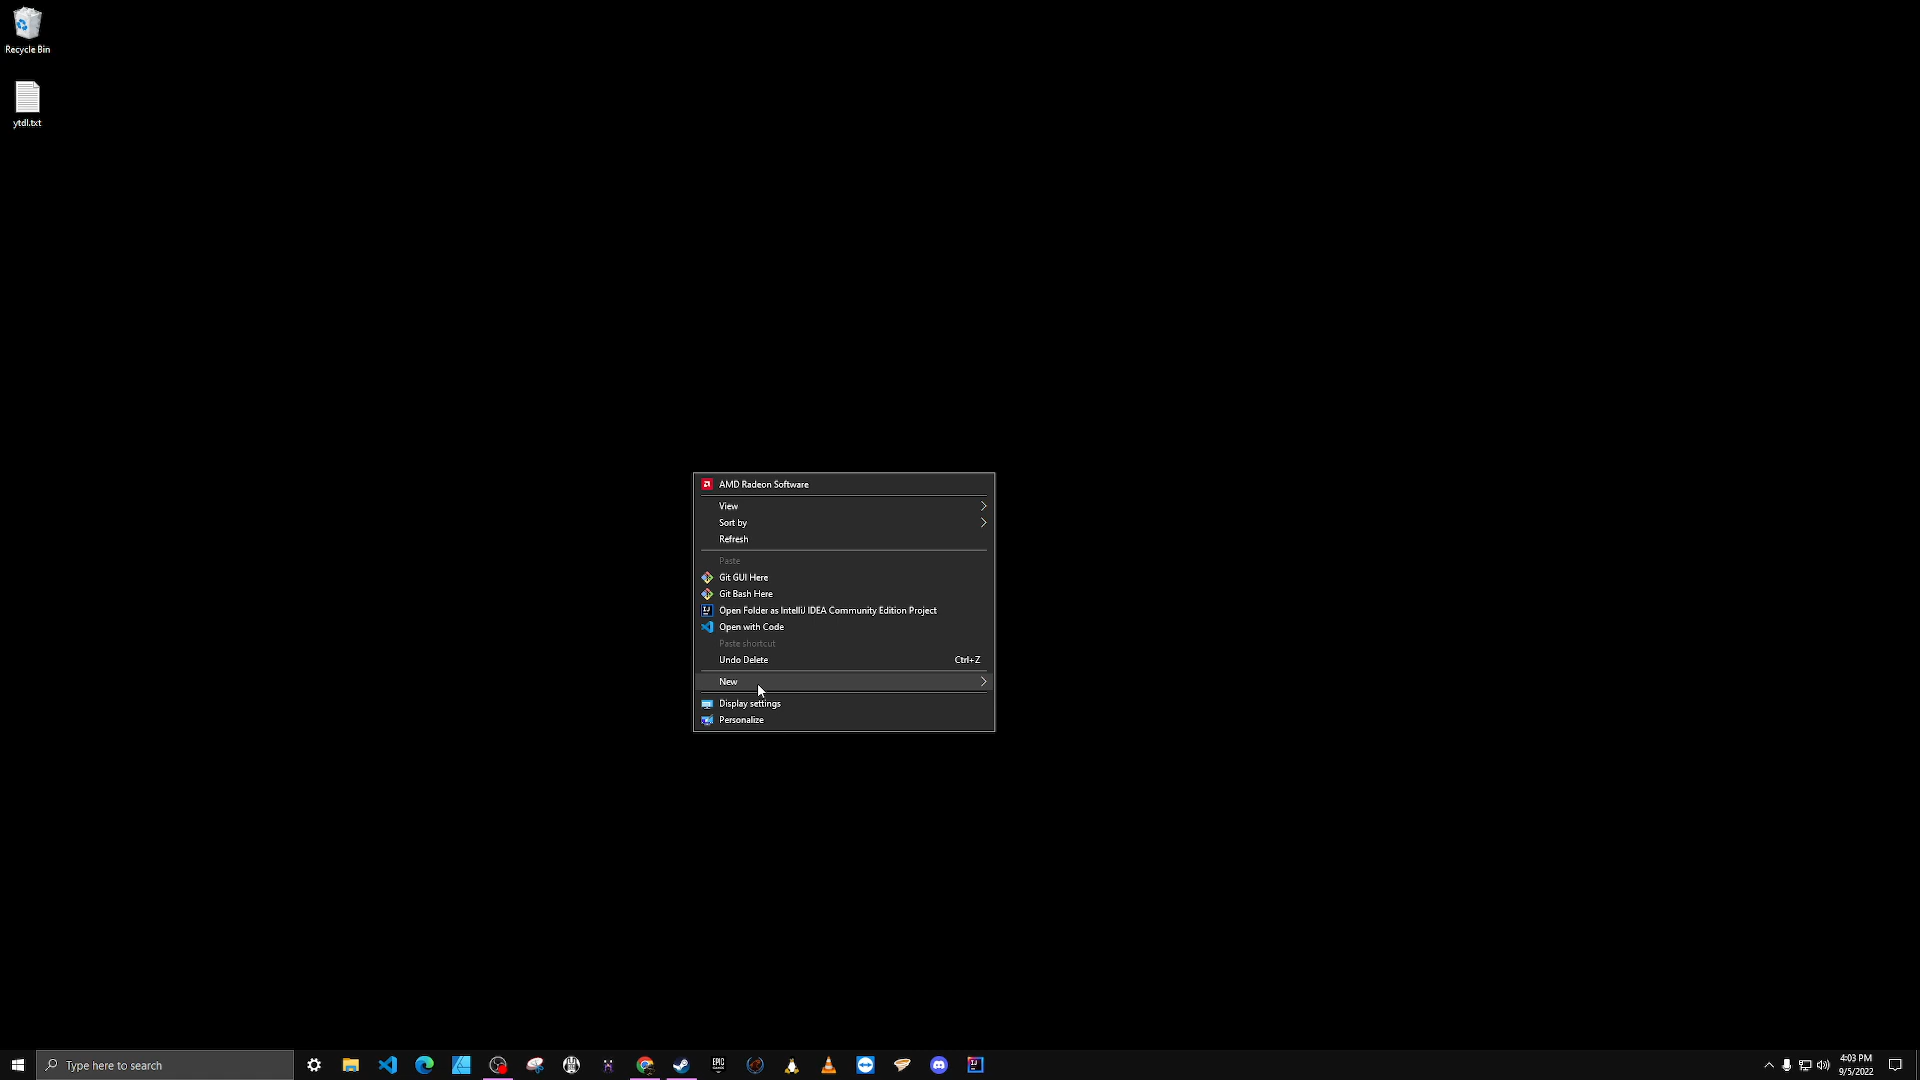 Recycle Bin
ytdl.txt
AMD Radeon Software
View
Sort by
Refresh
Paste
Git GUI Here
Git Bash Here
Open Folder as IntelliJ IDEA Community Edition Project
Open with Code
Paste shortcut
Undo Delete Ctrl+Z
New
Display settings
Personalize
Type here to search
EPIC
IJ
4:03 PM
9/5/2022